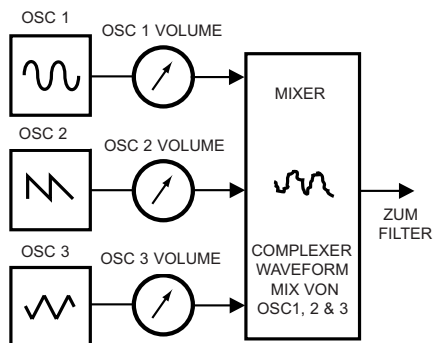 OSC 1
OSC 1 VOLUME
OSC 2
OSC 2 VOLUME
OSC 3
OSC 3 VOLUME
MIXER
COMPLEXER
WAVEFORM
MIX VON
OSC1, 2 & 3
ZUM
FILTER